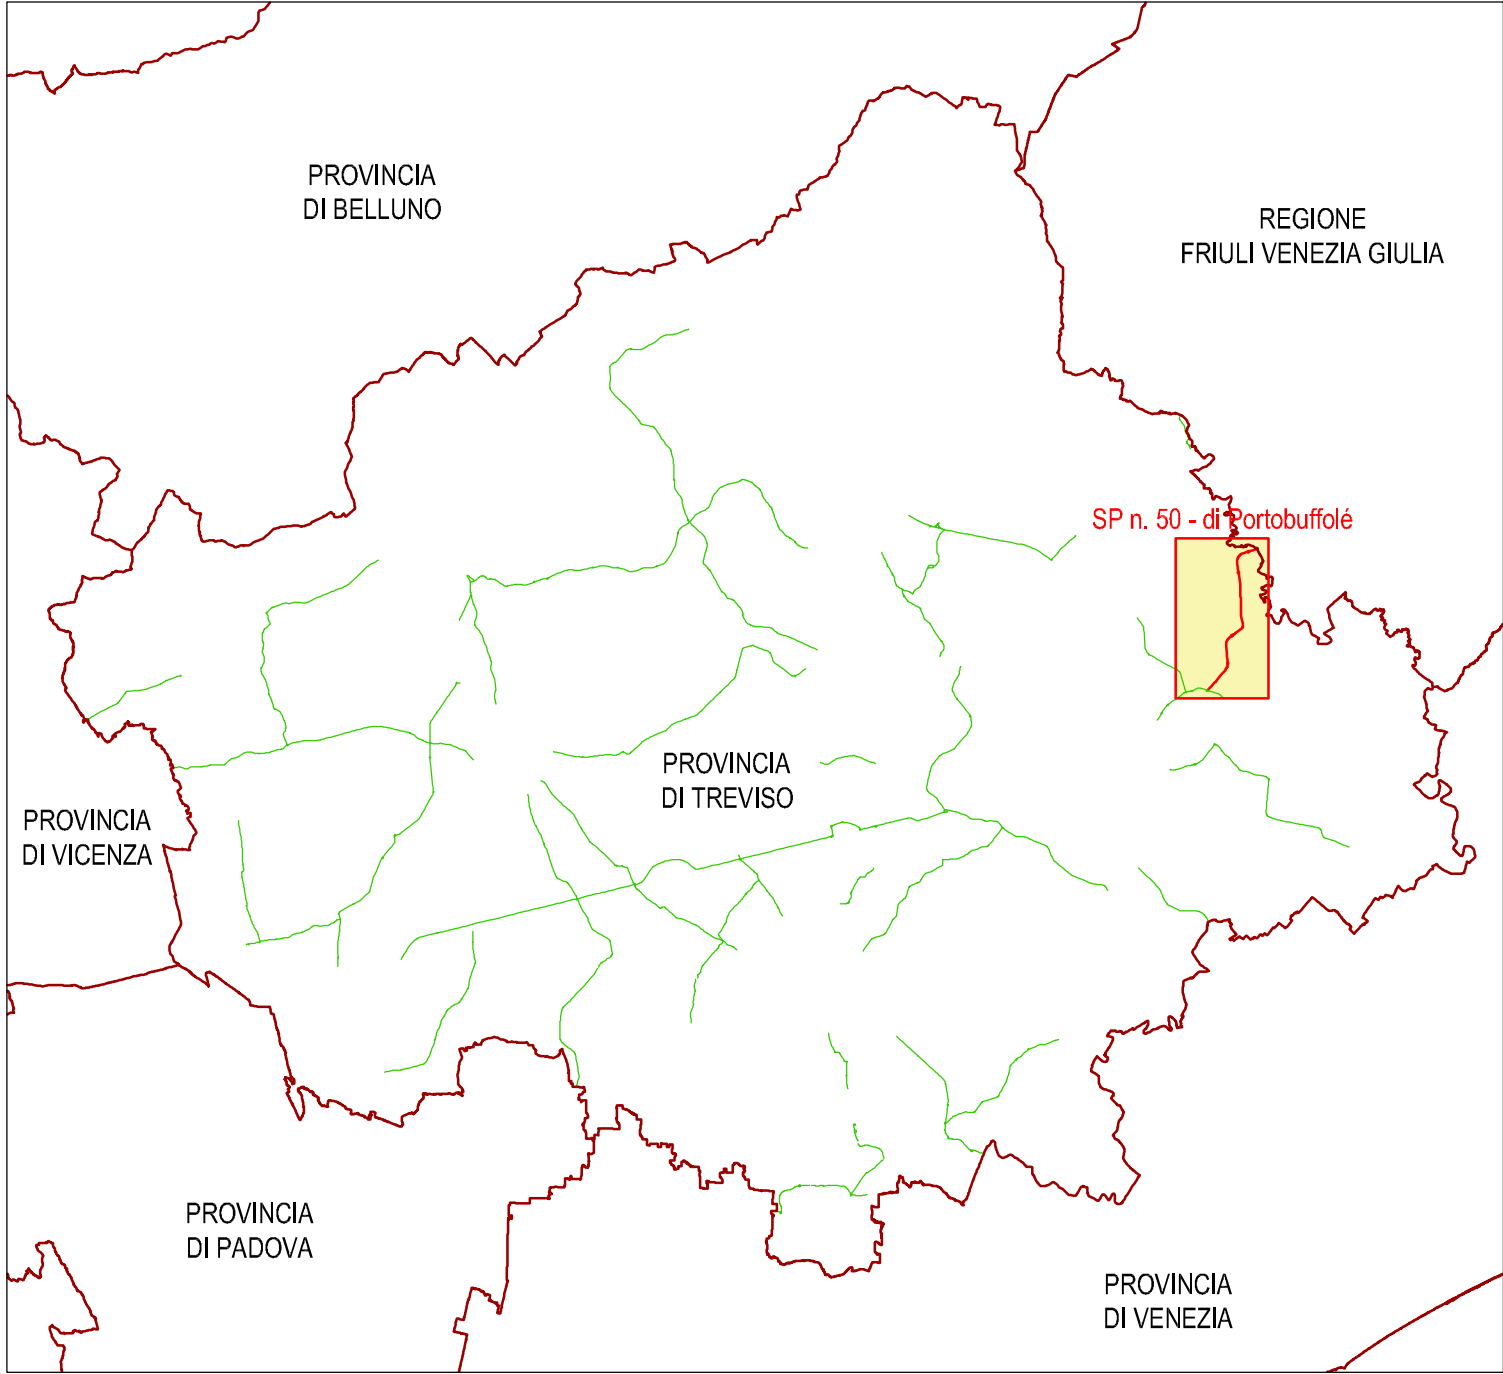 PROVINCIA
DI BELLUNO
REGIONE
FRIULI VENEZIA GIULIA
SP n. 50 - di Portobuffolé
PROVINCIA
DI TREVISO
PROVINCIA
DI VICENZA
PROVINCIA
DI PADOVA
PROVINCIA
DI VENEZIA